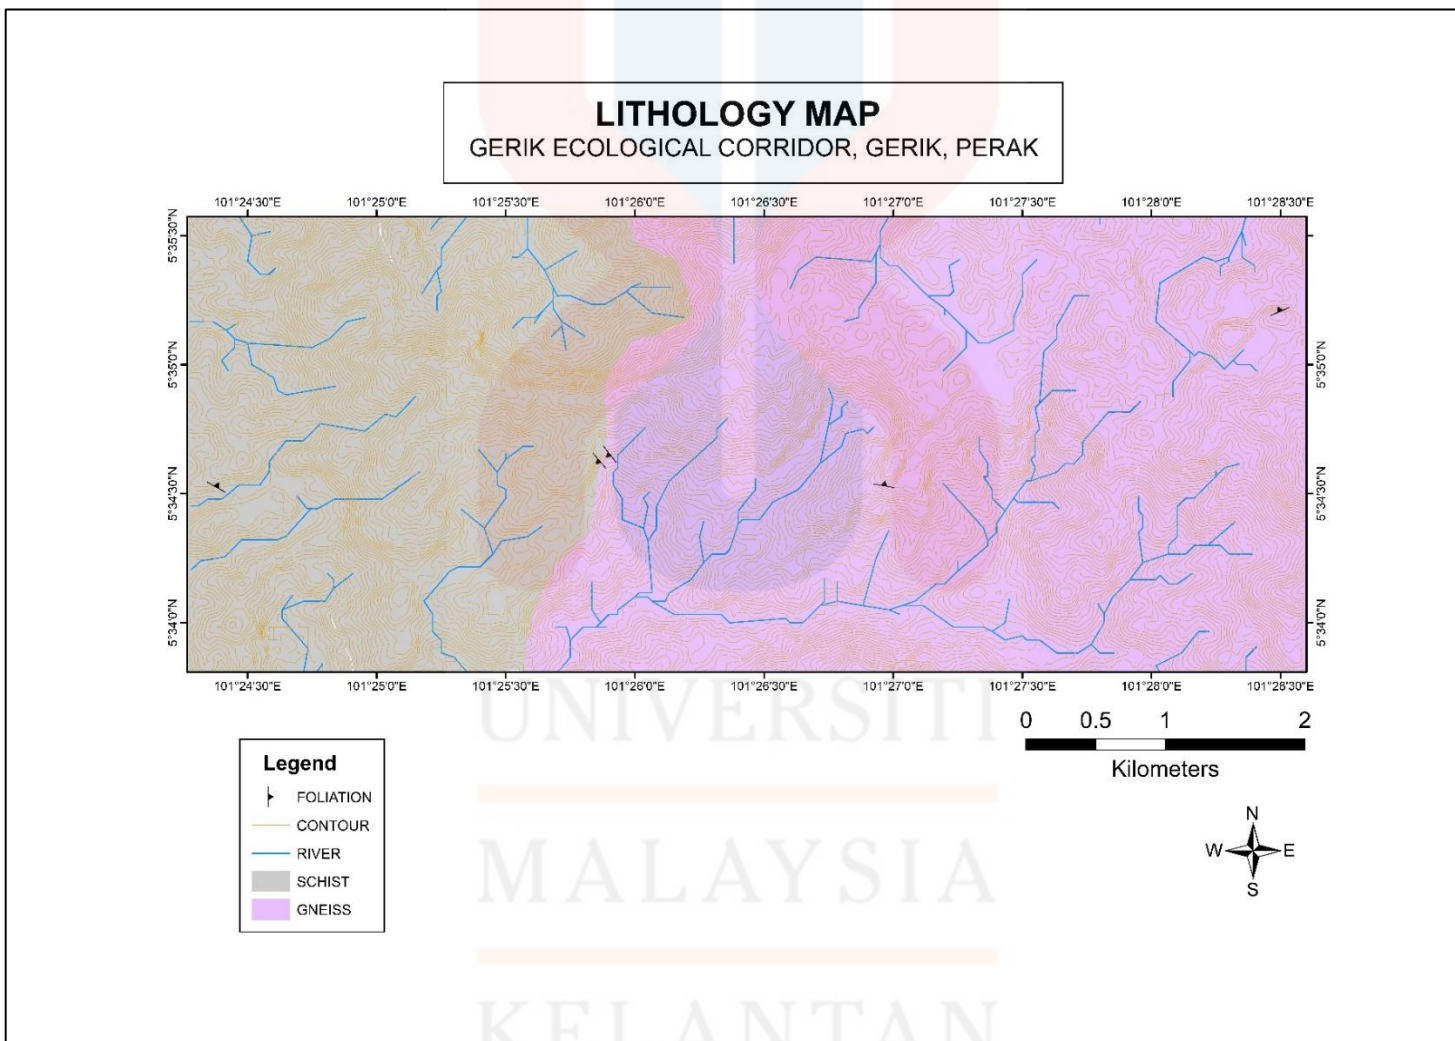 LITHOLOGY MAP
GERIK ECOLOGICAL CORRIDOR, GERIK, PERAK
101°24'30"E 101°25'0"E 101°25'30"E 101°26'0"E 101°26'30"E 101°27'0"E 101°27'30"E 101°28'0"E 101°28'30"E
5°35'30"N 5°35'30"N
5°35'0"N 5°35'0"N
5°34'30"N 5°34'30"N
5°34'0"N 5°34'0"N
101°24'30"E 101°25'0"E 101°25'30"E 101°26'0"E 101°26'30"E 101°27'0"E 101°27'30"E 101°28'0"E 101°28'30"E
UNIVERSITI
0 0.5 1 2
Kilometers
Legend
FOLIATION
CONTOUR
RIVER
SCHIST
GNEISS
N
W E
S
MALAYSIA
KELANTAN